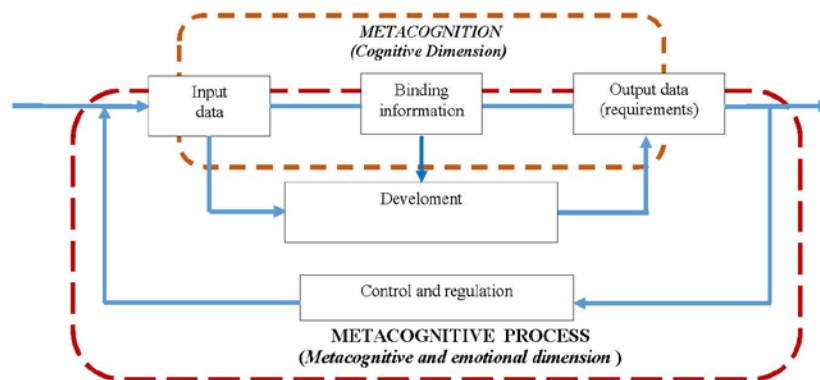 METACOGNITION
(Cognitive Dimension)
Input
data
Binding
inforrmation
Output data
(requirements)
Develoment
Control and regulation
METACOGNITIVE PROCESS
(Metacognitive and emotional dimension )